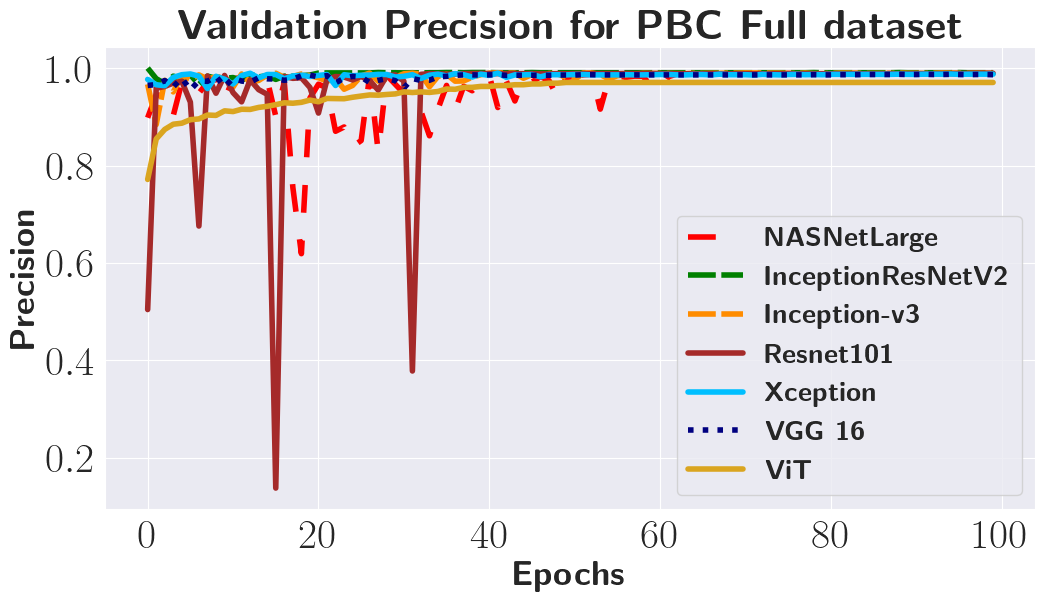 Validation Precision for PBC Full dataset
1.0
0.8
0.6
0.4
0.2
Precision
0 20 40 60 80 100
Epochs
NASNetLarge
InceptionResNetV2
Inception-v3
Resnet101
Xception
VGG 16
ViT